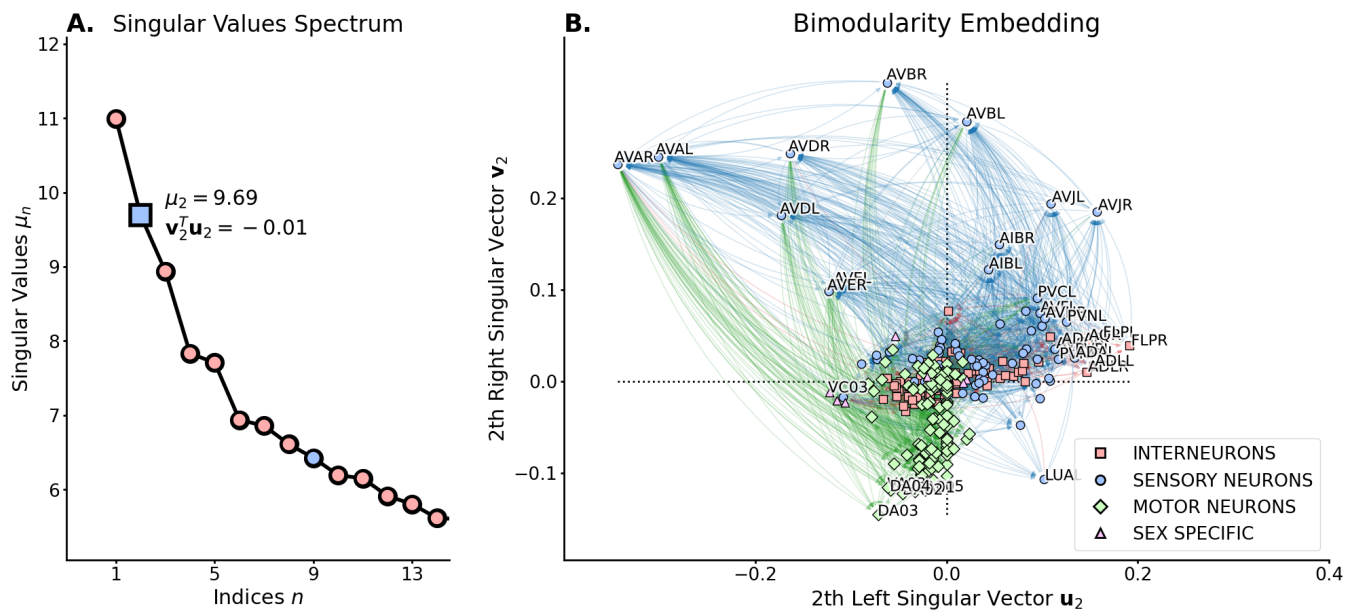 A. Singular Values Spectrum
12
11
10
9
8
7
6
Singular Values μn
μ2 = 9.69
v2^T u2 = − 0.01
1
5
9
13
Indices n
B. Bimodularity Embedding
2th Right Singular Vector v2
0.2
0.1
0.0
−0.1
AVBR
AVBL
AVAR
AVAL
AVDR
AVDL
AVJL
AVJR
AIBR
AIBL
AVER
PVCL
PVNL
FLPR
ADLL
VC03
LUAL
DA04
DA03
INTERNEURONS
SENSORY NEURONS
MOTOR NEURONS
SEX SPECIFIC
−0.2
0.0
0.2
0.4
2th Left Singular Vector u2